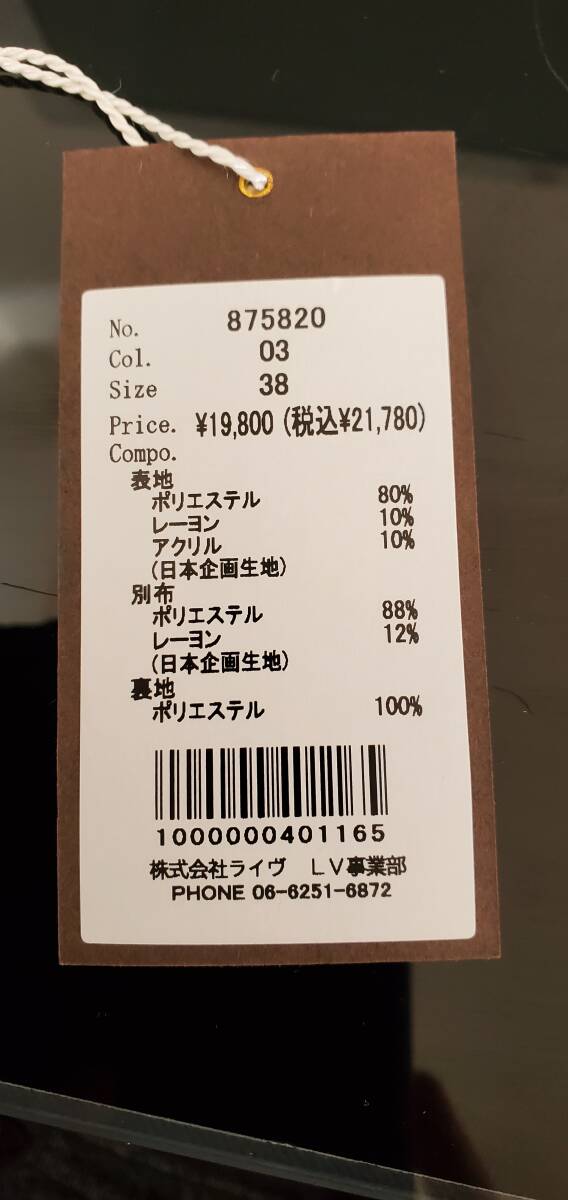 No. 875820
Col. 03
Size 38
Price. ¥19,800 (税込¥21,780)
Compo.
表地
ポリエステル 80%
レーヨン 10%
アクリル 10%
(日本企画生地)
別布
ポリエステル 88%
レーヨン 12%
(日本企画生地)
裏地
ポリエステル 100%
1000000401165
株式会社ライヴ LV事業部
PHONE 06-6251-6872